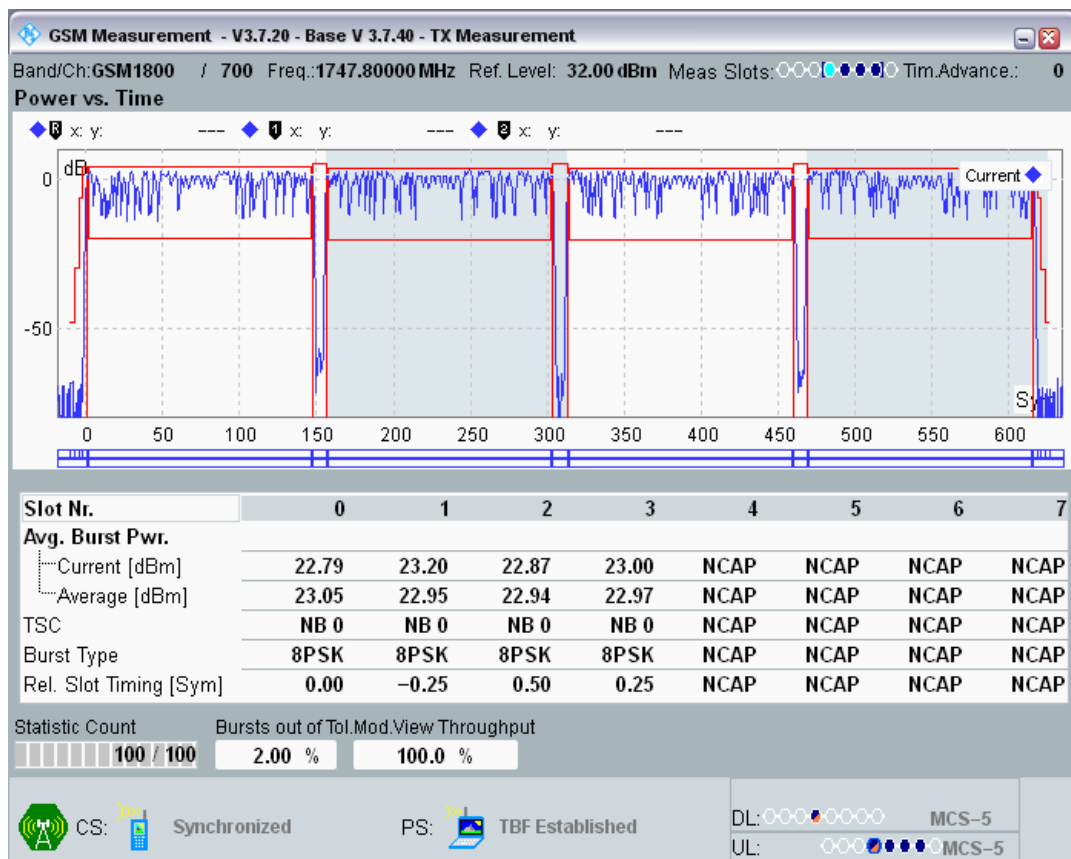 GSM Measurement - V3.7.20 - Base V 3.7.40 - TX Measurement
Band/Ch:GSM1800 / 700 Freq.:1747.80000 MHz Ref. Level: 32.00 dBm Meas Slots: Tim.Advance.: 0
Power vs. Time
R x: y: --- 1 x: y: --- 2 x: y: ---
dB
Current
0
-50
Sy
0 50 100 150 200 250 300 350 400 450 500 550 600
Slot Nr. 0 1 2 3 4 5 6 7
Avg. Burst Pwr.
Current [dBm] 22.79 23.20 22.87 23.00 NCAP NCAP NCAP NCAP
Average [dBm] 23.05 22.95 22.94 22.97 NCAP NCAP NCAP NCAP
TSC NB 0 NB 0 NB 0 NB 0 NCAP NCAP NCAP NCAP
Burst Type 8PSK 8PSK 8PSK 8PSK NCAP NCAP NCAP NCAP
Rel. Slot Timing [Sym] 0.00 −0.25 0.50 0.25 NCAP NCAP NCAP NCAP
Statistic Count Bursts out of Tol.Mod.View Throughput
100 / 100 2.00 % 100.0 %
CS: Synchronized PS: TBF Established
DL: MCS−5
UL: MCS−5